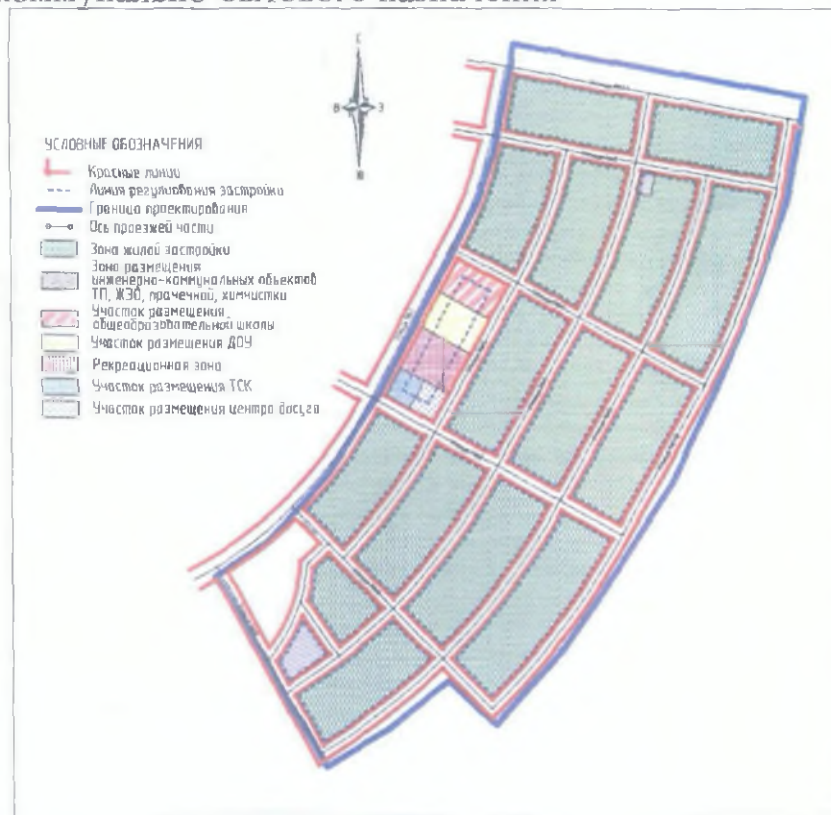 С
В З
Ю
УСЛОВНЫЕ ОБОЗНАЧЕНИЯ
Красные линии
Линия регулирования застройки
Граница проектирования
Ось проезжей части
Зона жилой застройки
Зона размещения
инженерно-коммунальных объектов
ТП, ЖЭО, прачечной, химчистки
Участок размещения
общеобразовательной школы
Участок размещения ДОУ
Рекреационная зона
Участок размещения ТСК
Участок размещения центра досуга